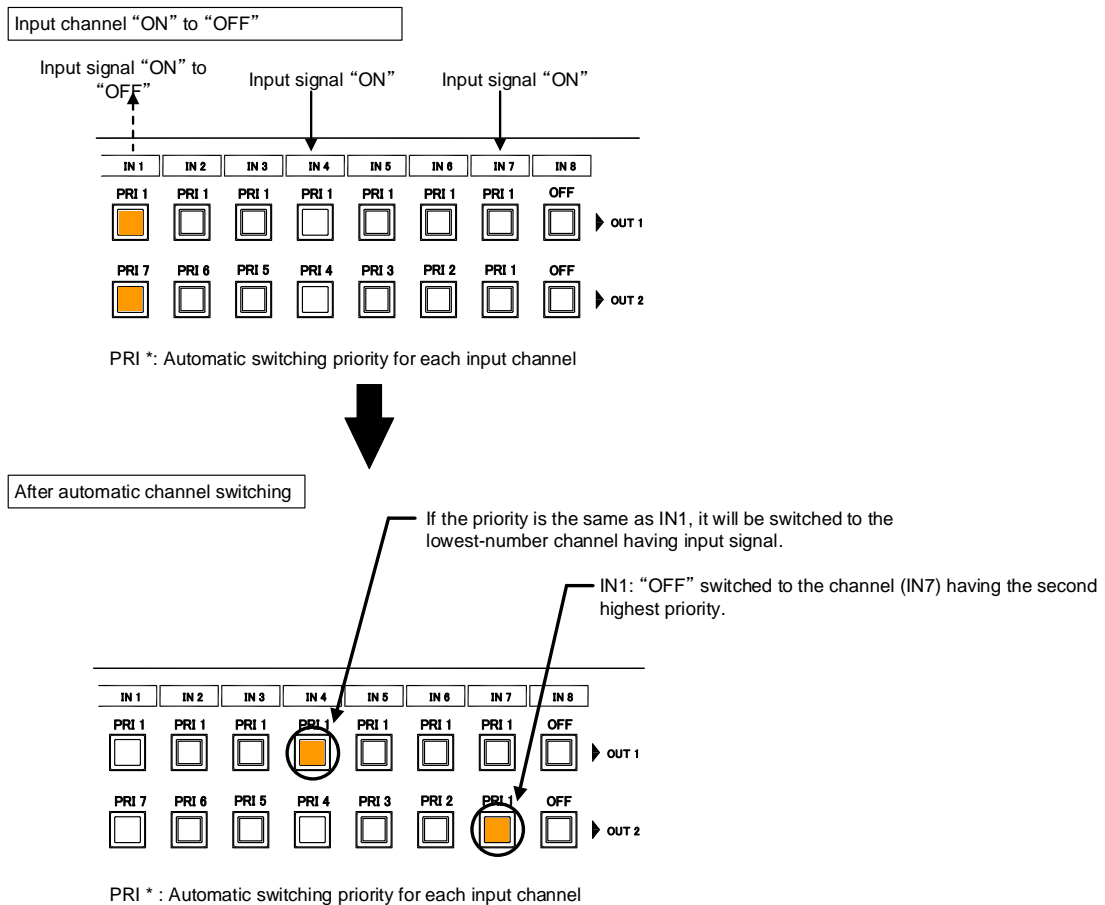 Input channel “ON” to “OFF”
Input signal “ON” to
“OFF”
Input signal “ON”
Input signal “ON”
IN 1 IN 2 IN 3 IN 4 IN 5 IN 6 IN 7 IN 8
PRI 1 PRI 1 PRI 1 PRI 1 PRI 1 PRI 1 PRI 1 OFF
OUT 1
PRI 7 PRI 6 PRI 5 PRI 4 PRI 3 PRI 2 PRI 1 OFF
OUT 2
PRI *: Automatic switching priority for each input channel
After automatic channel switching
If the priority is the same as IN1, it will be switched to the
lowest-number channel having input signal.
IN1: “OFF” switched to the channel (IN7) having the second
highest priority.
IN 1 IN 2 IN 3 IN 4 IN 5 IN 6 IN 7 IN 8
PRI 1 PRI 1 PRI 1 PRI 1 PRI 1 PRI 1 PRI 1 OFF
OUT 1
PRI 7 PRI 6 PRI 5 PRI 4 PRI 3 PRI 2 PRI 1 OFF
OUT 2
PRI * : Automatic switching priority for each input channel